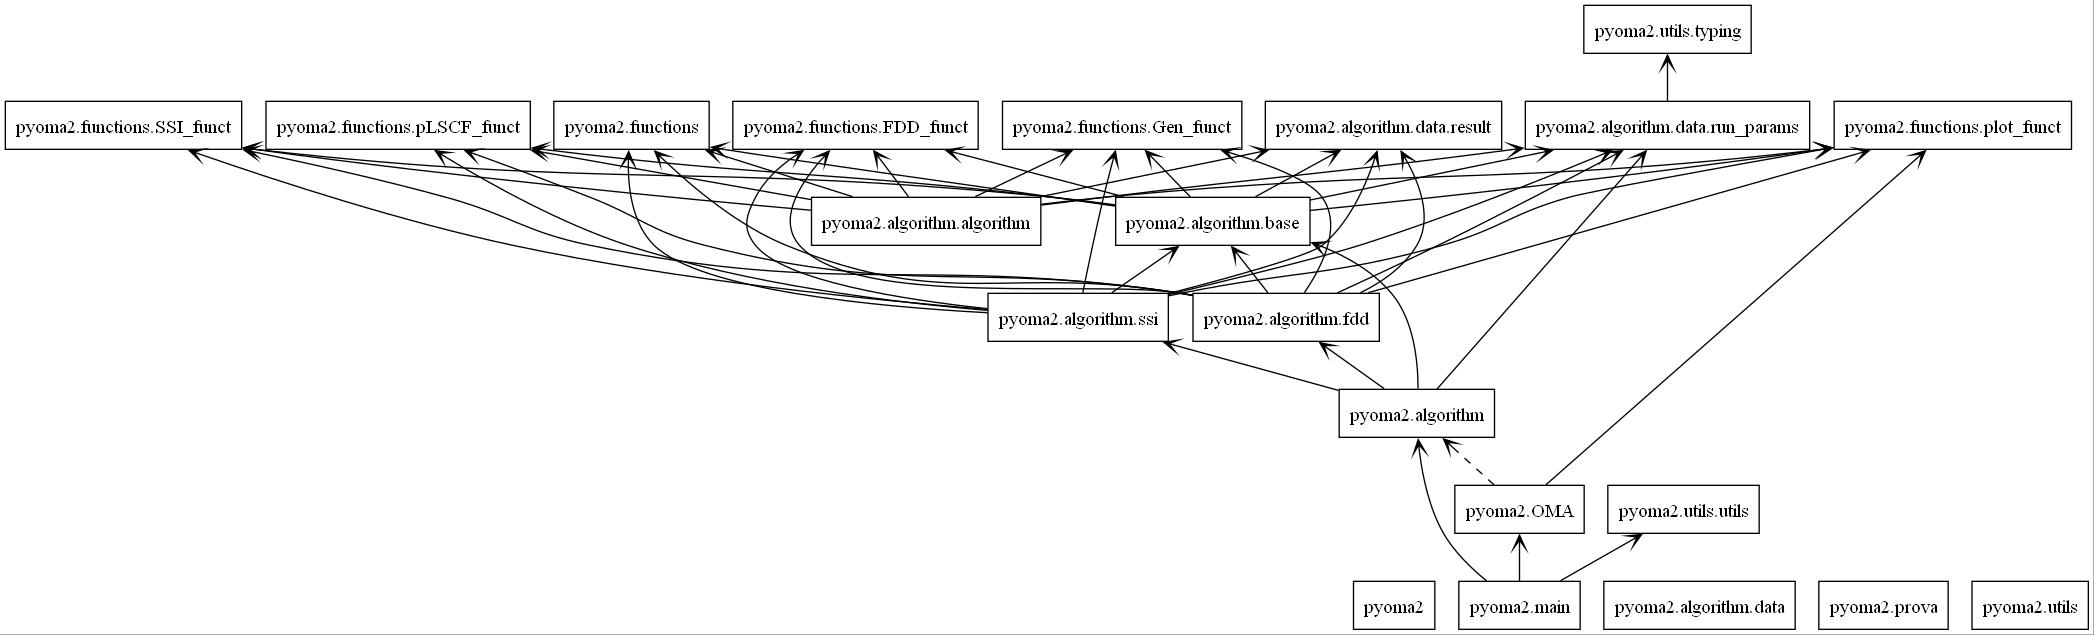 pyoma2.utils.typing
pyoma2.functions.SSI_funct
pyoma2.functions.pLSCF_funct
pyoma2.functions
pyoma2.functions.FDD_funct
pyoma2.functions.Gen_funct
pyoma2.algorithm.data.result
pyoma2.algorithm.data.run_params
pyoma2.functions.plot_funct
pyoma2.algorithm.algorithm
pyoma2.algorithm.base
pyoma2.algorithm.ssi
pyoma2.algorithm.fdd
pyoma2.algorithm
pyoma2.OMA
pyoma2.utils.utils
pyoma2
pyoma2.main
pyoma2.algorithm.data
pyoma2.prova
pyoma2.utils